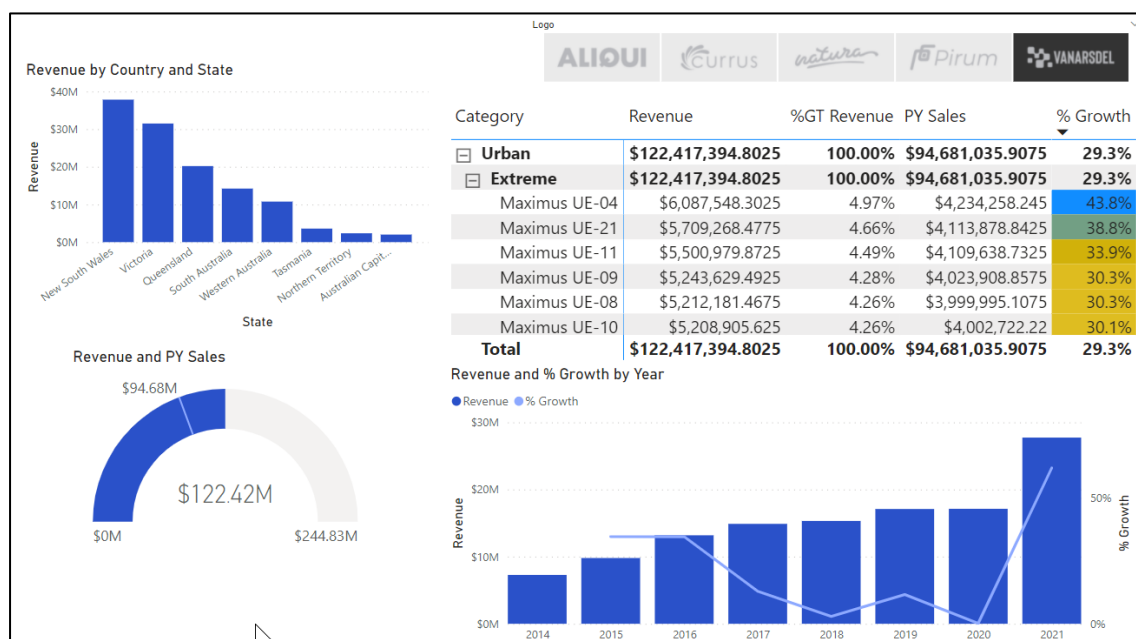 Logo
ALIQUI
Currus
natura
Pirum
VANARSDEL
Revenue by Country and State
$40M
$30M
$20M
$10M
$0M
Revenue
New South Wales
Victoria
Queensland
South Australia
Western Australia
Tasmania
Northern Territory
Australian Capit...
State
Category Revenue %GT Revenue PY Sales % Growth
Urban $122,417,394.8025 100.00% $94,681,035.9075 29.3%
Extreme $122,417,394.8025 100.00% $94,681,035.9075 29.3%
Maximus UE-04 $6,087,548.3025 4.97% $4,234,258.245 43.8%
Maximus UE-21 $5,709,268.4775 4.66% $4,113,878.8425 38.8%
Maximus UE-11 $5,500,979.8725 4.49% $4,109,638.7325 33.9%
Maximus UE-09 $5,243,629.4925 4.28% $4,023,908.8575 30.3%
Maximus UE-08 $5,212,181.4675 4.26% $3,999,995.1075 30.3%
Maximus UE-10 $5,208,905.625 4.26% $4,002,722.22 30.1%
Total $122,417,394.8025 100.00% $94,681,035.9075 29.3%
Revenue and PY Sales
$94.68M
$122.42M
$0M
$244.83M
Revenue and % Growth by Year
Revenue % Growth
$30M
$20M
$10M
$0M
Revenue
50%
0%
% Growth
2014 2015 2016 2017 2018 2019 2020 2021